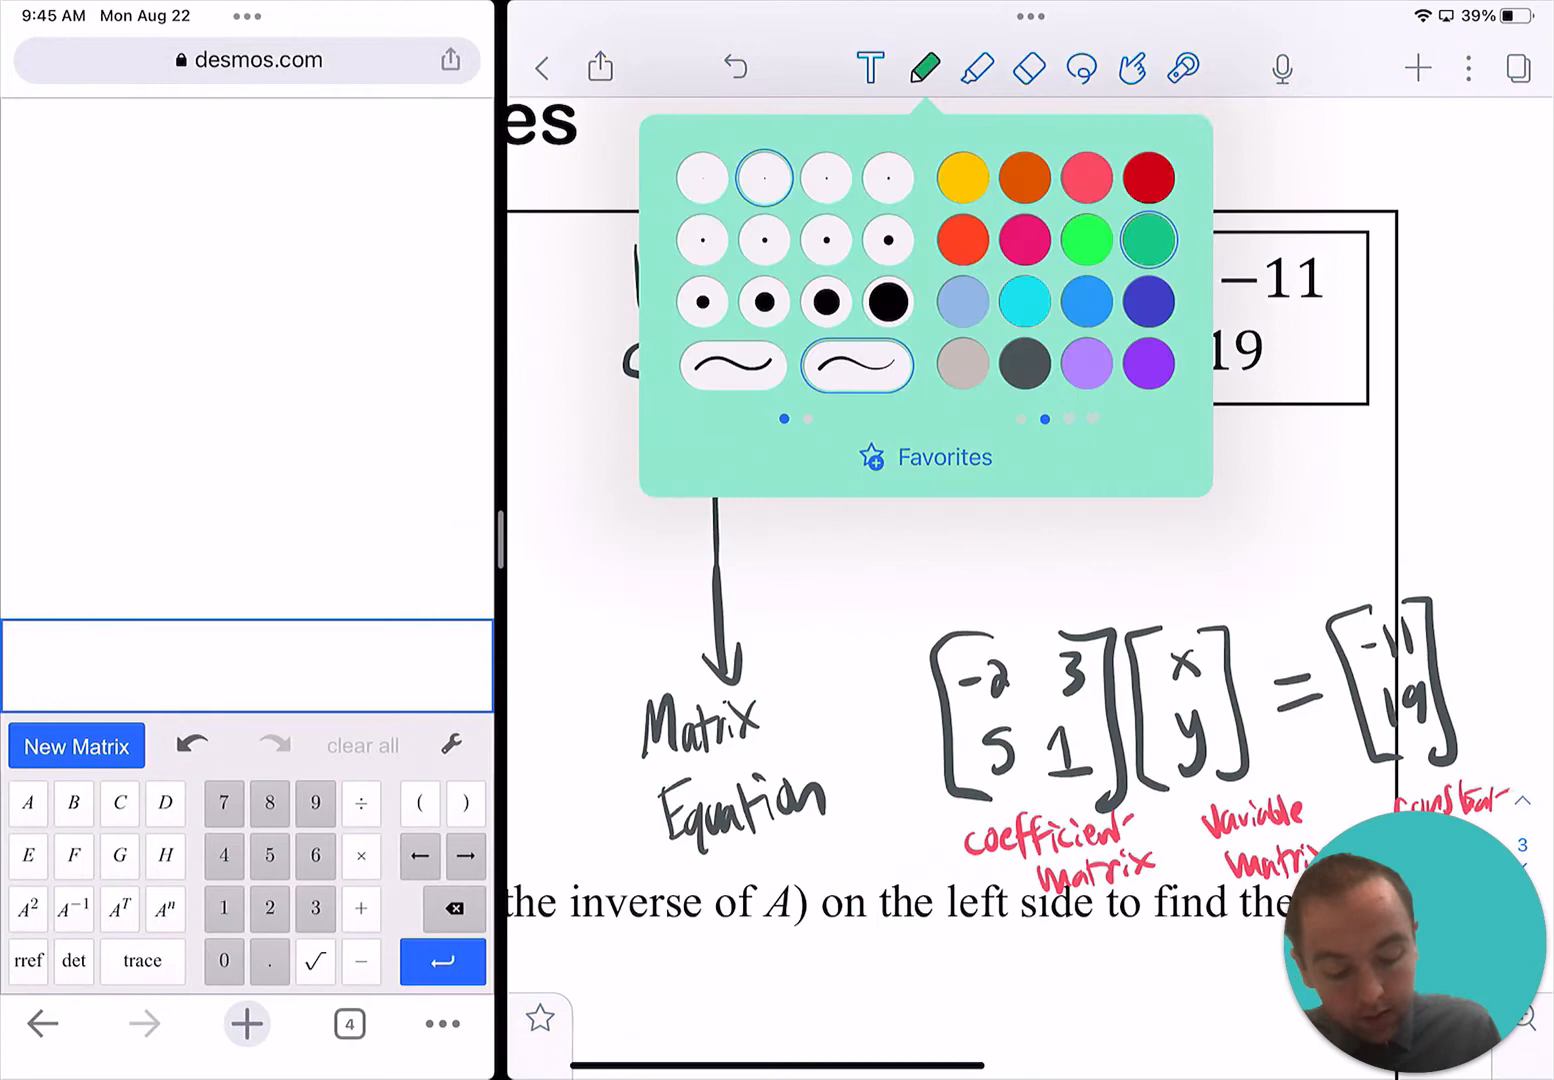 9:45 AM Mon Aug 22
39%
desmos.com
es
−11
19
Favorites
-2 3
5 1
x
y
=
-11
19
Matrix
Equation
coefficient
matrix
variable
3
the inverse of A) on the left side to find the
New Matrix
clear all
A B C D 7 8 9 ÷ ( )
E F G H 4 5 6 × ← →
A² A⁻¹ Aᵀ Aⁿ 1 2 3 +
rref det trace 0 . √ −
4